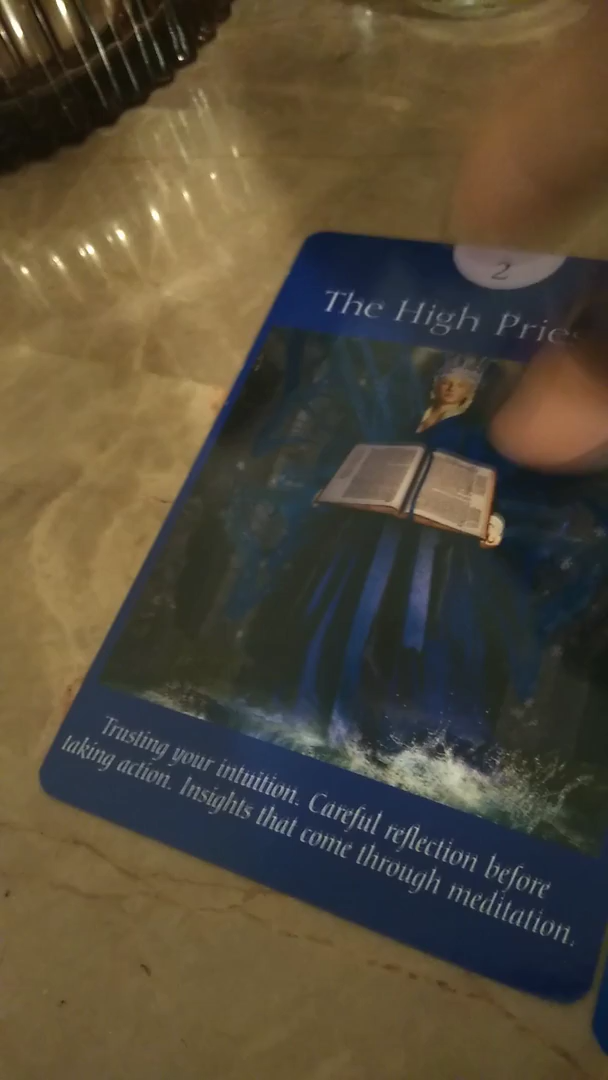 2
The High Pries
Trusting your intuition. Careful reflection before
taking action. Insights that come through meditation.